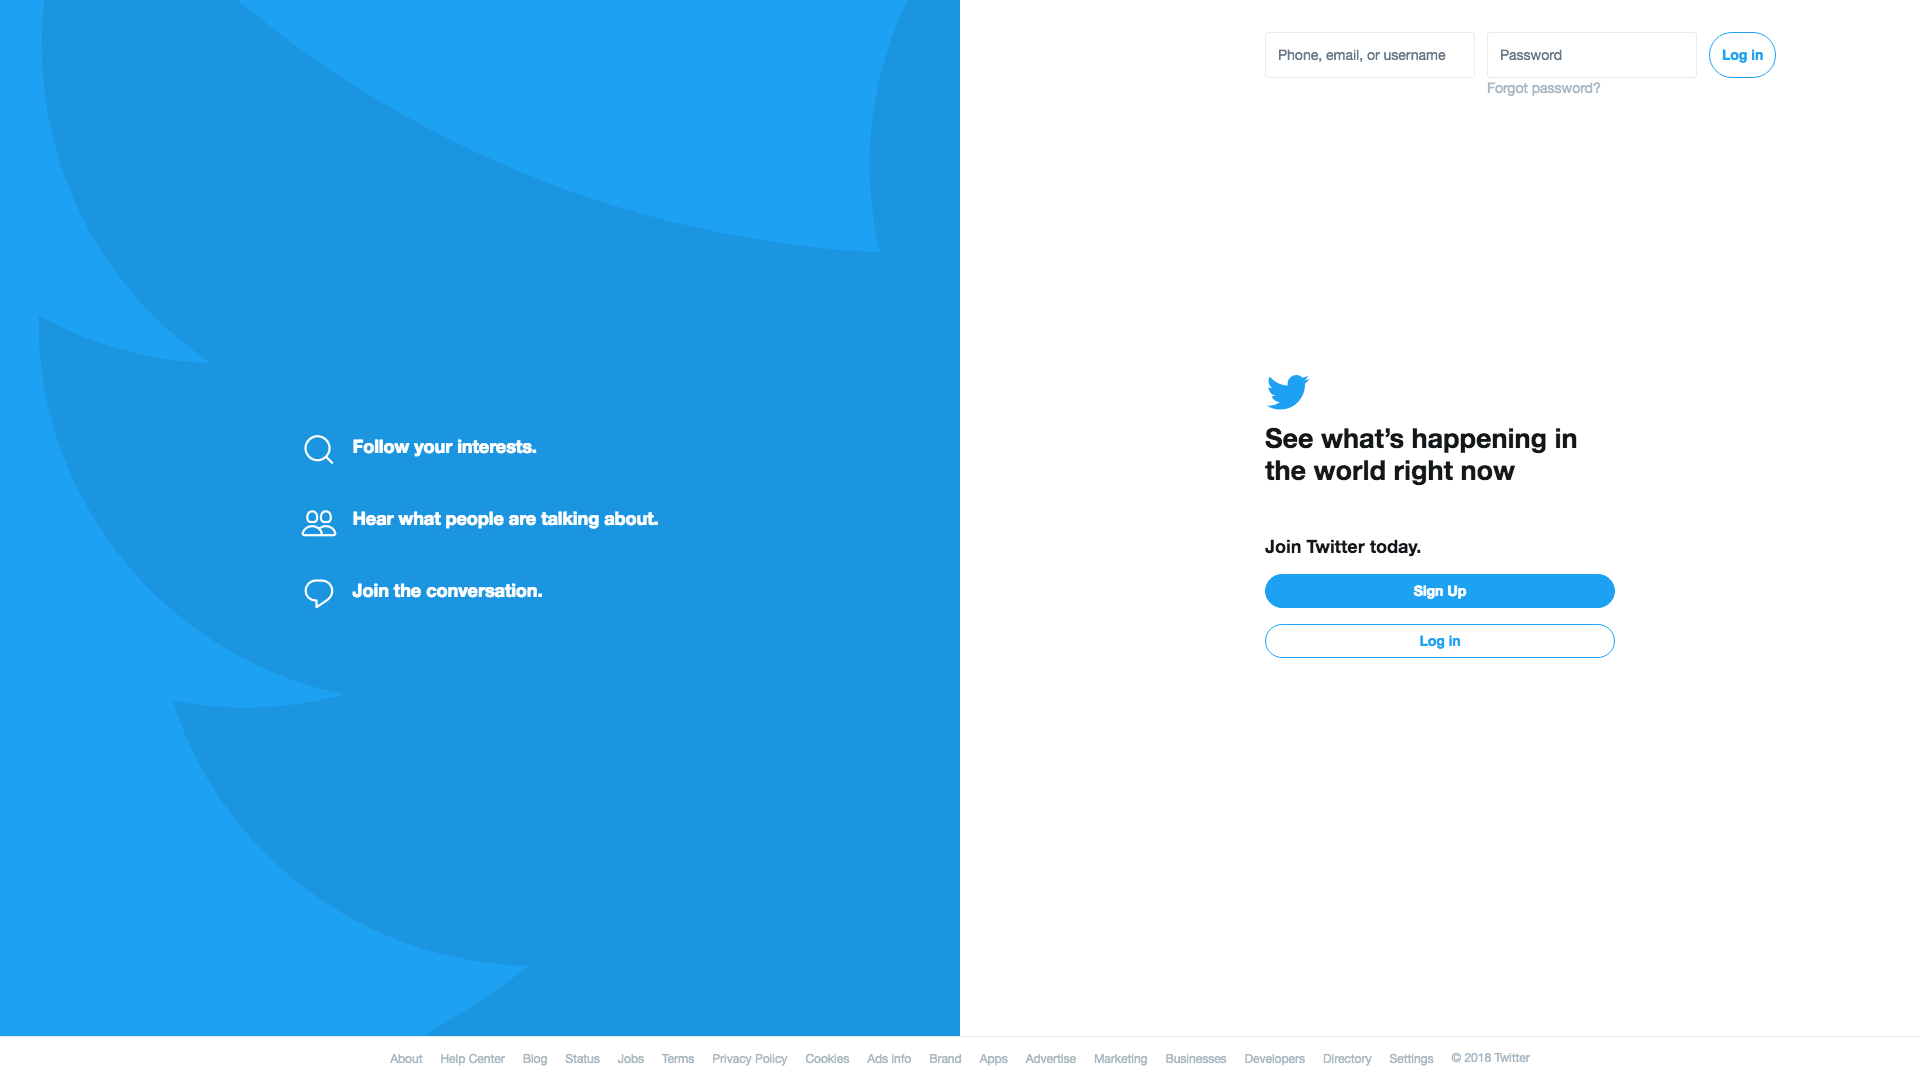 Phone, email, or username
Password
Log in
Forgot password?
Follow your interests.
Hear what people are talking about.
Join the conversation.
See what’s happening in
the world right now
Join Twitter today.
Sign Up
Log in
About Help Center Blog Status Jobs Terms Privacy Policy Cookies Ads info Brand Apps Advertise Marketing Businesses Developers Directory Settings © 2018 Twitter